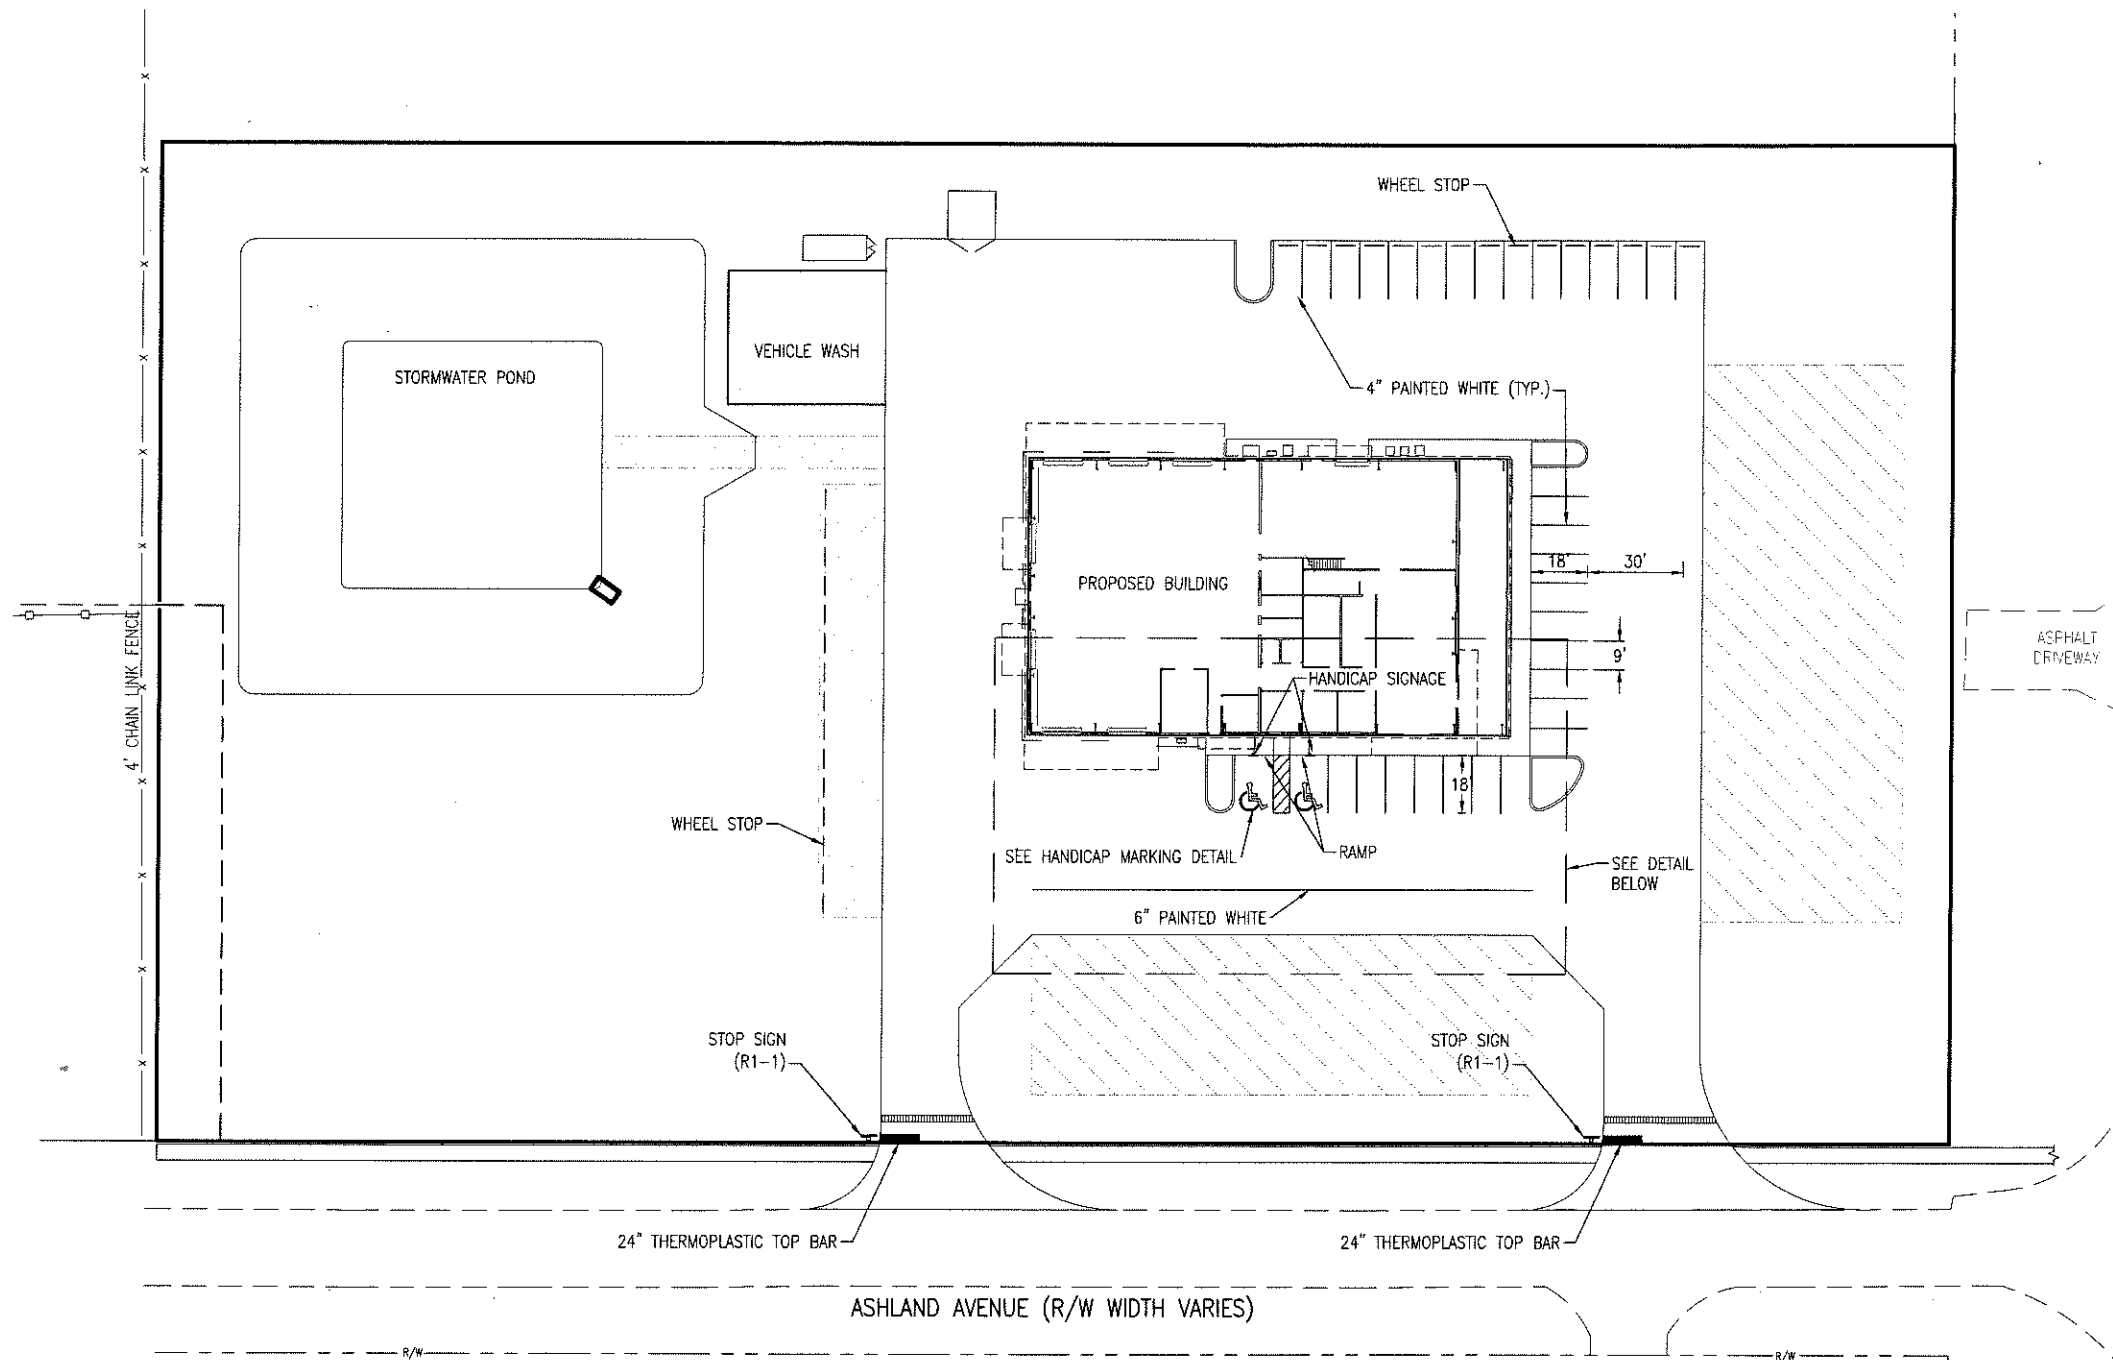 WHEEL STOP
VEHICLE WASH
STORMWATER POND
4" PAINTED WHITE (TYP.)
18'
30'
PROPOSED BUILDING
4' CHAIN LINK FENCE
ASPHALT
DRIVEWAY
9'
HANDICAP SIGNAGE
18'
WHEEL STOP
SEE HANDICAP MARKING DETAIL
RAMP
SEE DETAIL
BELOW
6" PAINTED WHITE
STOP SIGN
(R1-1)
STOP SIGN
(R1-1)
24" THERMOPLASTIC TOP BAR
24" THERMOPLASTIC TOP BAR
ASHLAND AVENUE (R/W WIDTH VARIES)
R/W
R/W